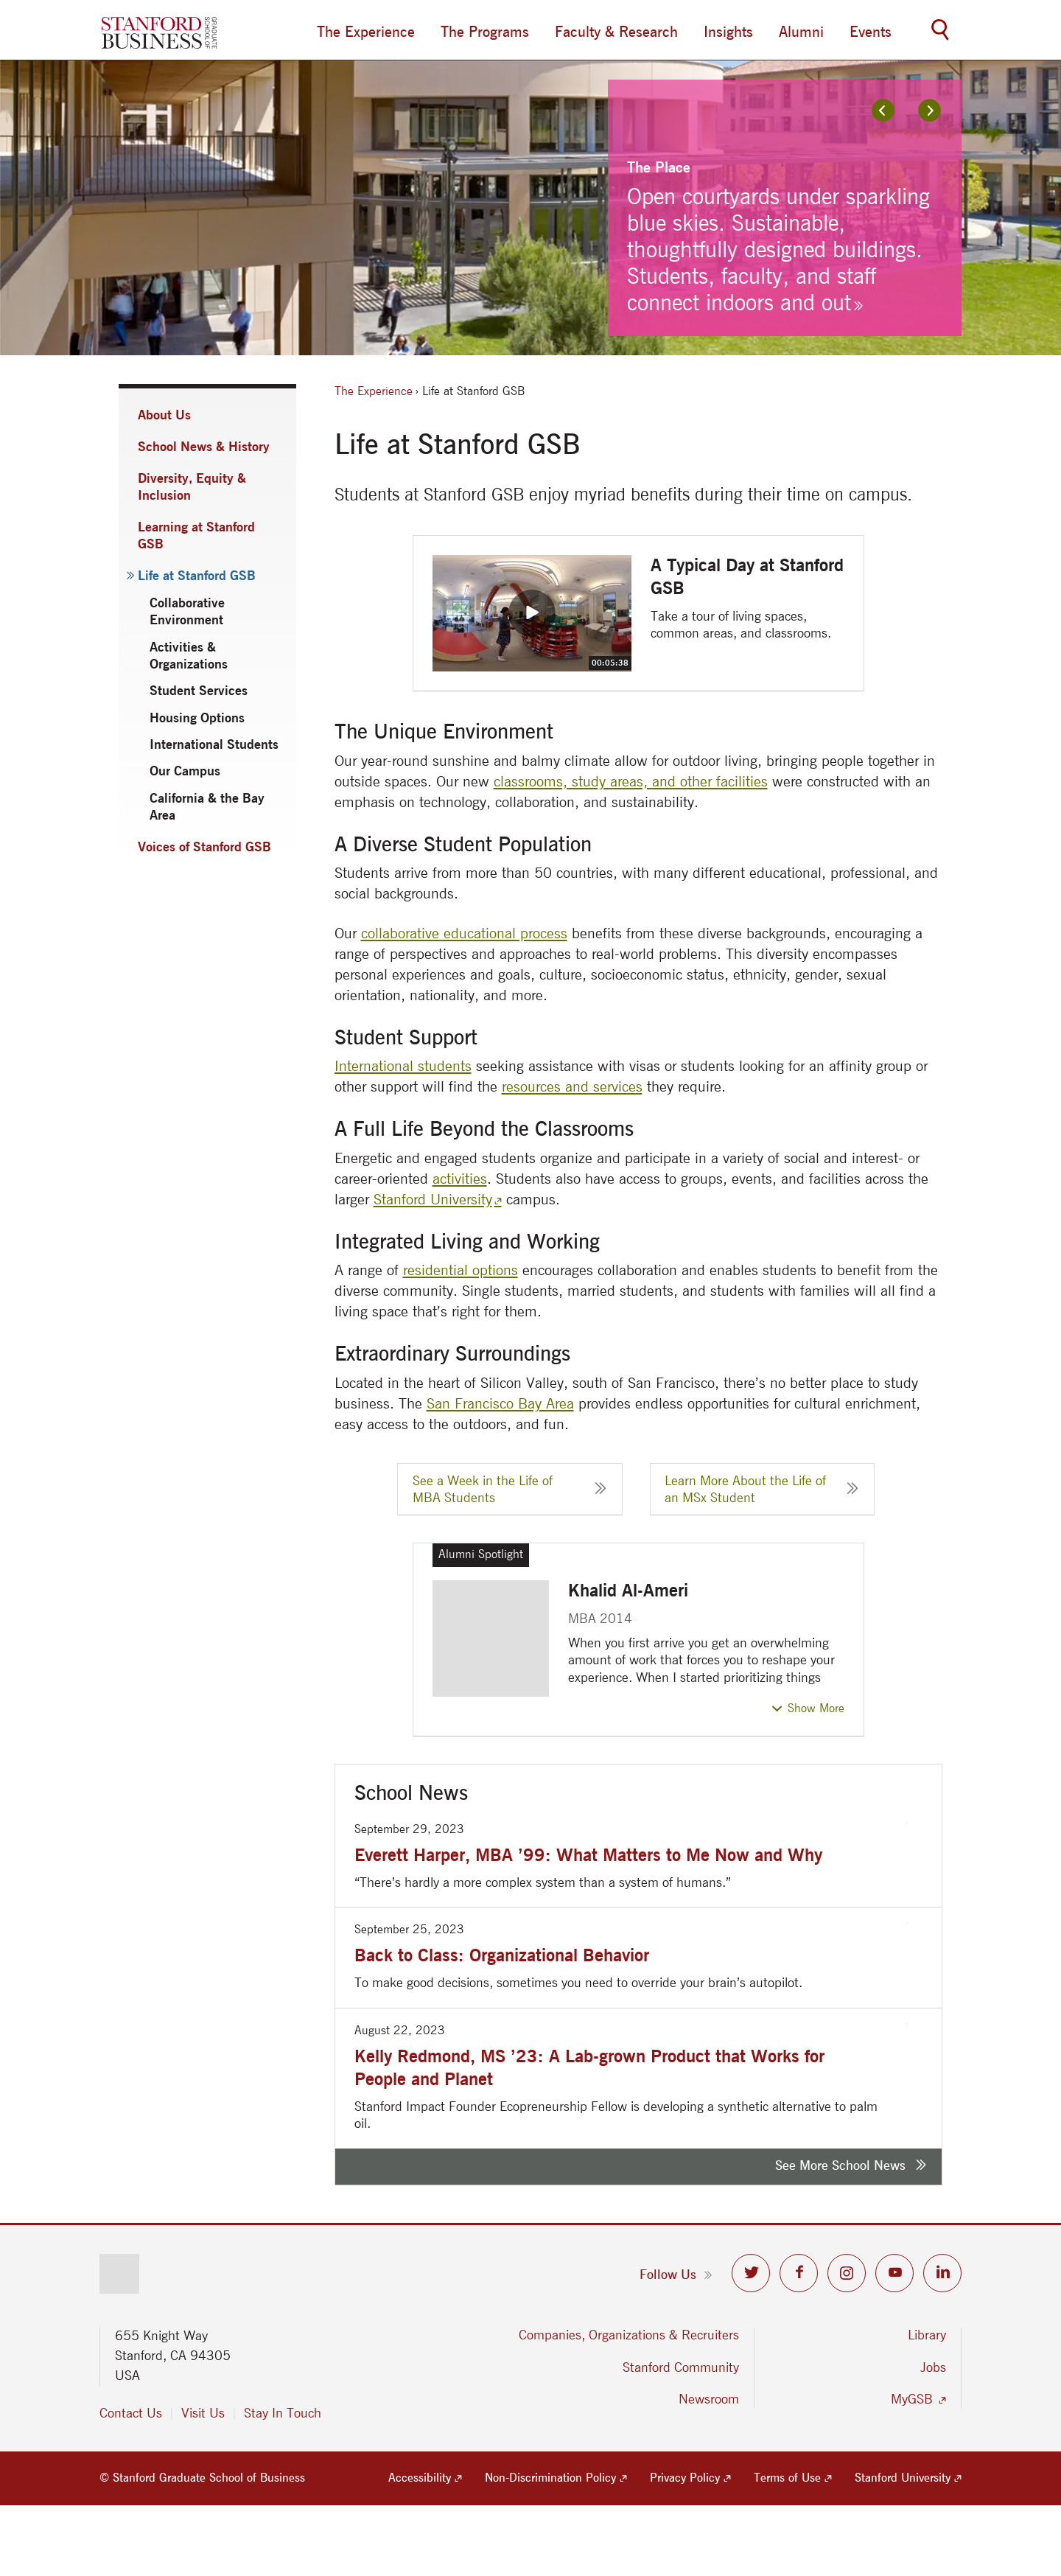 STANFORD
BUSINESS
GRADUATE
SCHOOL OF
The Experience
The Programs
Faculty & Research
Insights
Alumni
Events
The Place
Open courtyards under sparkling
blue skies. Sustainable,
thoughtfully designed buildings.
Students, faculty, and staff
connect indoors and out»
About Us
School News & History
Diversity, Equity &
Inclusion
Learning at Stanford
GSB
» Life at Stanford GSB
Collaborative
Environment
Activities &
Organizations
Student Services
Housing Options
International Students
Our Campus
California & the Bay
Area
Voices of Stanford GSB
The Experience › Life at Stanford GSB
Life at Stanford GSB
Students at Stanford GSB enjoy myriad benefits during their time on campus.
00:05:38
A Typical Day at Stanford
GSB
Take a tour of living spaces,
common areas, and classrooms.
The Unique Environment
Our year-round sunshine and balmy climate allow for outdoor living, bringing people together in
outside spaces. Our new classrooms, study areas, and other facilities were constructed with an
emphasis on technology, collaboration, and sustainability.
A Diverse Student Population
Students arrive from more than 50 countries, with many different educational, professional, and
social backgrounds.
Our collaborative educational process benefits from these diverse backgrounds, encouraging a
range of perspectives and approaches to real-world problems. This diversity encompasses
personal experiences and goals, culture, socioeconomic status, ethnicity, gender, sexual
orientation, nationality, and more.
Student Support
International students seeking assistance with visas or students looking for an affinity group or
other support will find the resources and services they require.
A Full Life Beyond the Classrooms
Energetic and engaged students organize and participate in a variety of social and interest- or
career-oriented activities. Students also have access to groups, events, and facilities across the
larger Stanford University campus.
Integrated Living and Working
A range of residential options encourages collaboration and enables students to benefit from the
diverse community. Single students, married students, and students with families will all find a
living space that’s right for them.
Extraordinary Surroundings
Located in the heart of Silicon Valley, south of San Francisco, there’s no better place to study
business. The San Francisco Bay Area provides endless opportunities for cultural enrichment,
easy access to the outdoors, and fun.
See a Week in the Life of
MBA Students
Learn More About the Life of
an MSx Student
Alumni Spotlight
Khalid Al-Ameri
MBA 2014
When you first arrive you get an overwhelming
amount of work that forces you to reshape your
experience. When I started prioritizing things
Show More
School News
September 29, 2023
Everett Harper, MBA ’99: What Matters to Me Now and Why
“There’s hardly a more complex system than a system of humans.”
September 25, 2023
Back to Class: Organizational Behavior
To make good decisions, sometimes you need to override your brain’s autopilot.
August 22, 2023
Kelly Redmond, MS ’23: A Lab-grown Product that Works for
People and Planet
Stanford Impact Founder Ecopreneurship Fellow is developing a synthetic alternative to palm
oil.
See More School News »
Follow Us »
655 Knight Way
Stanford, CA 94305
USA
Contact Us
Visit Us
Stay In Touch
Companies, Organizations & Recruiters
Stanford Community
Newsroom
Library
Jobs
MyGSB
© Stanford Graduate School of Business
Accessibility
Non-Discrimination Policy
Privacy Policy
Terms of Use
Stanford University